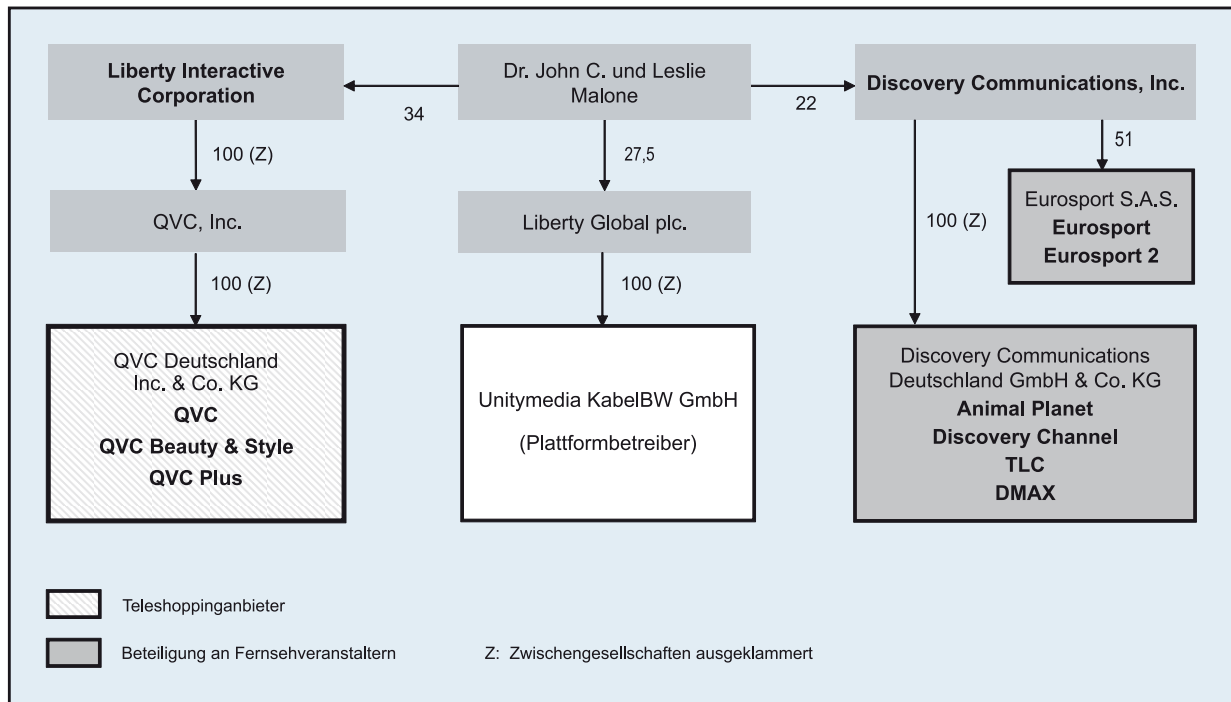 Liberty Interactive
Corporation
Dr. John C. und Leslie
Malone
Discovery Communications, Inc.
34
22
100 (Z)
27,5
51
100 (Z)
QVC, Inc.
Liberty Global plc.
Eurosport S.A.S.
Eurosport
Eurosport 2
100 (Z)
100 (Z)
QVC Deutschland
Inc. & Co. KG
QVC
QVC Beauty & Style
QVC Plus
Unitymedia KabelBW GmbH
(Plattformbetreiber)
Discovery Communications
Deutschland GmbH & Co. KG
Animal Planet
Discovery Channel
TLC
DMAX
Teleshoppinganbieter
Beteiligung an Fernsehveranstaltern
Z: Zwischengesellschaften ausgeklammert